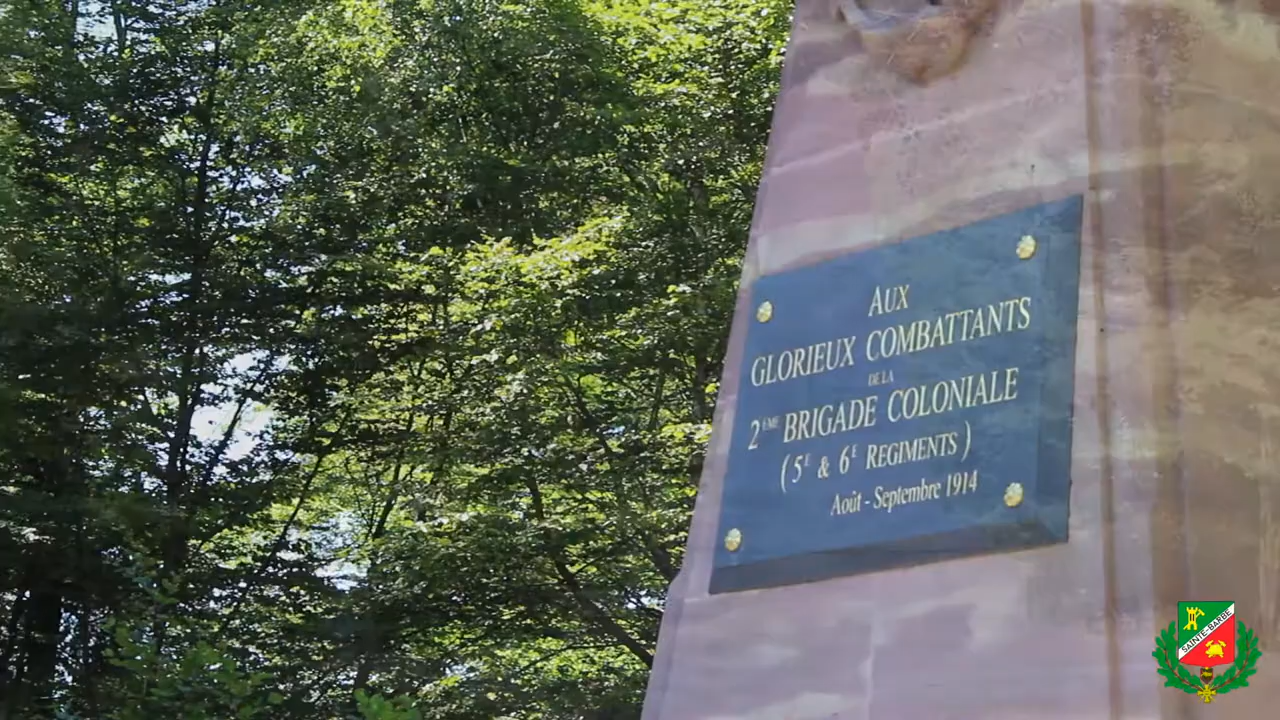 AUX
GLORIEUX COMBATTANTS
DE LA
2ÈME BRIGADE COLONIALE
(5E & 6E REGIMENTS)
Août - Septembre 1914
SAINTE-BARBE